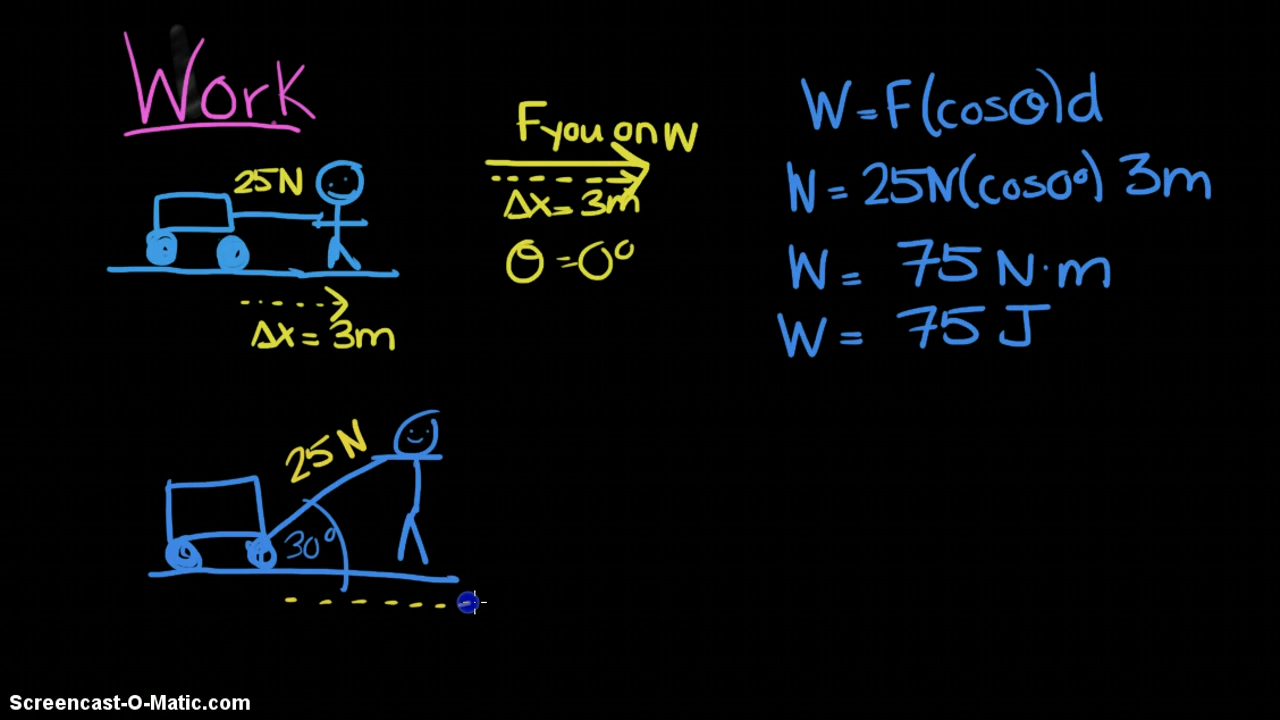 Work
25N
Δx = 3m
Fyou on W
Δx = 3m
θ = 0°
W = F(cosθ)d
W = 25N(cos0°) 3m
W = 75 N·m
W = 75 J
25N
30°
Screencast-O-Matic.com